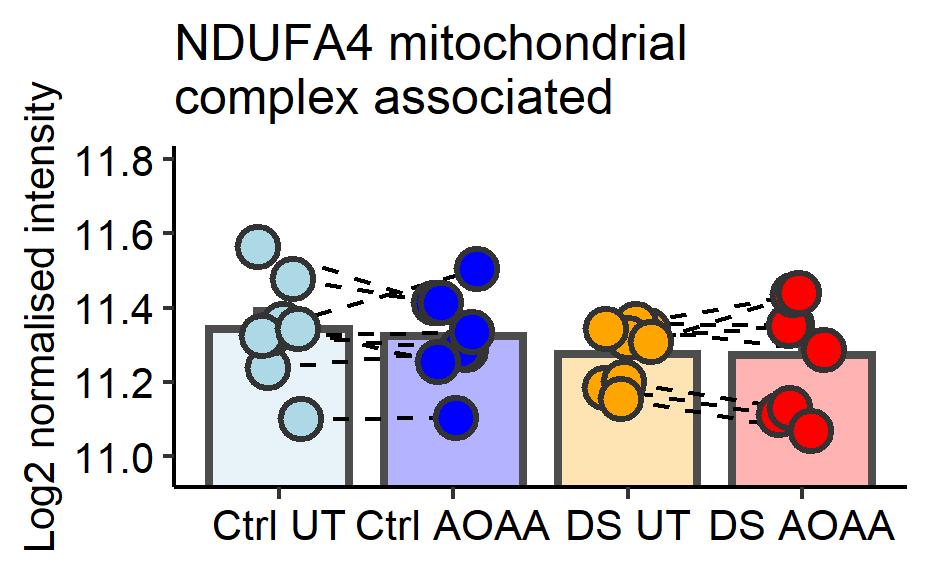 NDUFA4 mitochondrial
complex associated
Log2 normalised intensity
11.8
11.6
11.4
11.2
11.0
Ctrl UT Ctrl AOAA DS UT DS AOAA